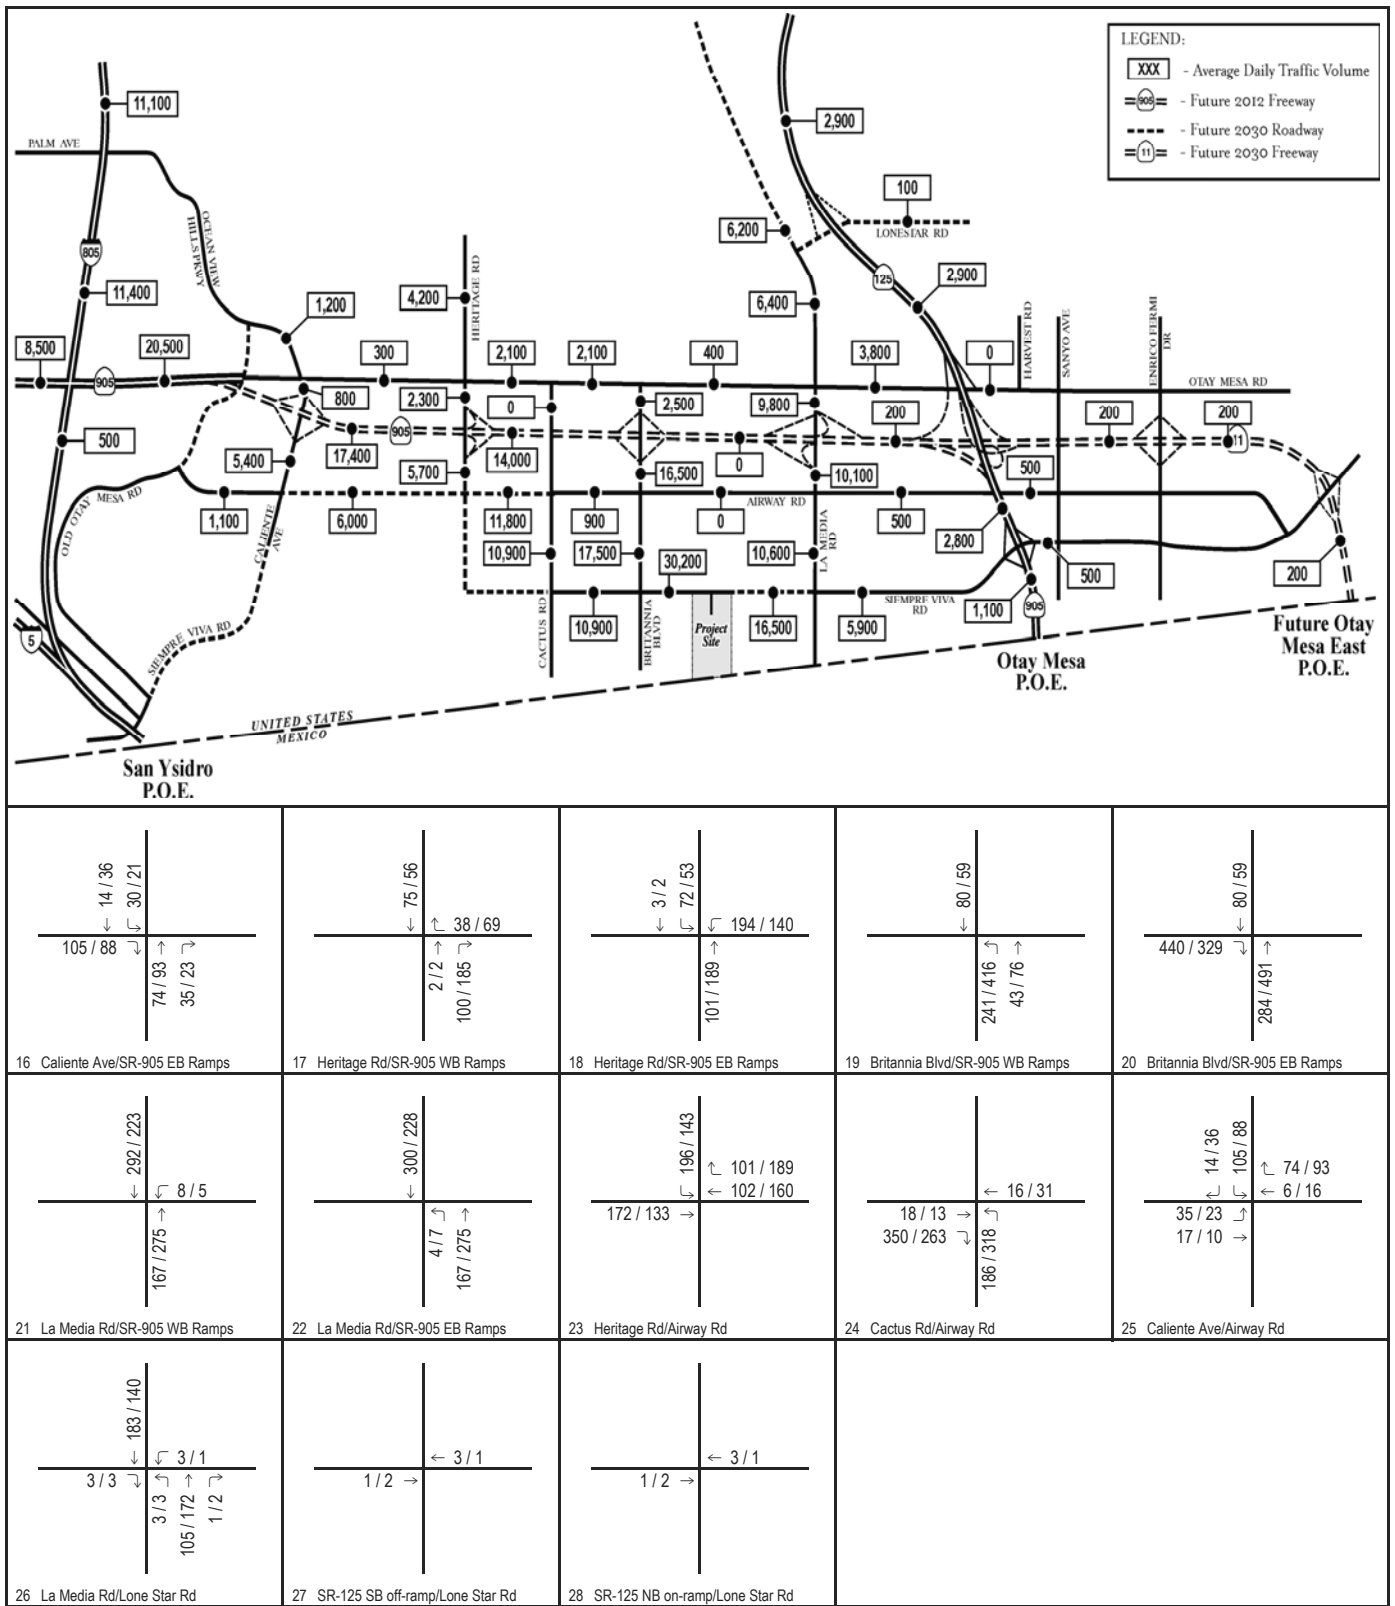 LEGEND:
XXX - Average Daily Traffic Volume
905 - Future 2012 Freeway
- Future 2030 Roadway
11 - Future 2030 Freeway
11,100
2,900
PALM AVE
100
OCEAN VIEW
HILLS PKWY
6,200
LONESTAR RD
805
HERITAGE RD
125
2,900
11,400
1,200
4,200
6,400
HARVEST RD
SANYO AVE
ENRICO FERMI
DR
8,500
20,500
300
2,100
2,100
400
3,800
0
905
OTAY MESA RD
800
2,300
0
2,500
9,800
200
200
200
905
11
500
5,400
17,400
5,700
14,000
16,500
0
10,100
500
OLD OTAY MESA RD
AIRWAY RD
1,100
6,000
11,800
900
0
500
CALIENTE
AVE
LA MEDIA
RD
10,900
17,500
30,200
10,600
2,800
500
200
SIEMPRE VIVA
RD
1,100
905
5
SIEMPRE VIVA RD
CACTUS RD
10,900
BRITANNIA
BLVD
Project
Site
16,500
5,900
Otay Mesa
P.O.E.
Future Otay
Mesa East
P.O.E.
UNITED STATES
MEXICO
San Ysidro
P.O.E.
14 / 36
30 / 21
105 / 88
74 / 93
35 / 23
16 Caliente Ave/SR-905 EB Ramps
75 / 56
38 / 69
2 / 2
100 / 185
17 Heritage Rd/SR-905 WB Ramps
3 / 2
72 / 53
194 / 140
101 / 189
18 Heritage Rd/SR-905 EB Ramps
80 / 59
241 / 416
43 / 76
19 Britannia Blvd/SR-905 WB Ramps
80 / 59
440 / 329
284 / 491
20 Britannia Blvd/SR-905 EB Ramps
292 / 223
8 / 5
167 / 275
21 La Media Rd/SR-905 WB Ramps
300 / 228
4 / 7
167 / 275
22 La Media Rd/SR-905 EB Ramps
196 / 143
101 / 189
102 / 160
172 / 133
23 Heritage Rd/Airway Rd
16 / 31
18 / 13
350 / 263
186 / 318
24 Cactus Rd/Airway Rd
14 / 36
105 / 88
74 / 93
6 / 16
35 / 23
17 / 10
25 Caliente Ave/Airway Rd
183 / 140
3 / 1
3 / 3
3 / 3
105 / 172
1 / 2
26 La Media Rd/Lone Star Rd
3 / 1
1 / 2
27 SR-125 SB off-ramp/Lone Star Rd
3 / 1
1 / 2
28 SR-125 NB on-ramp/Lone Star Rd